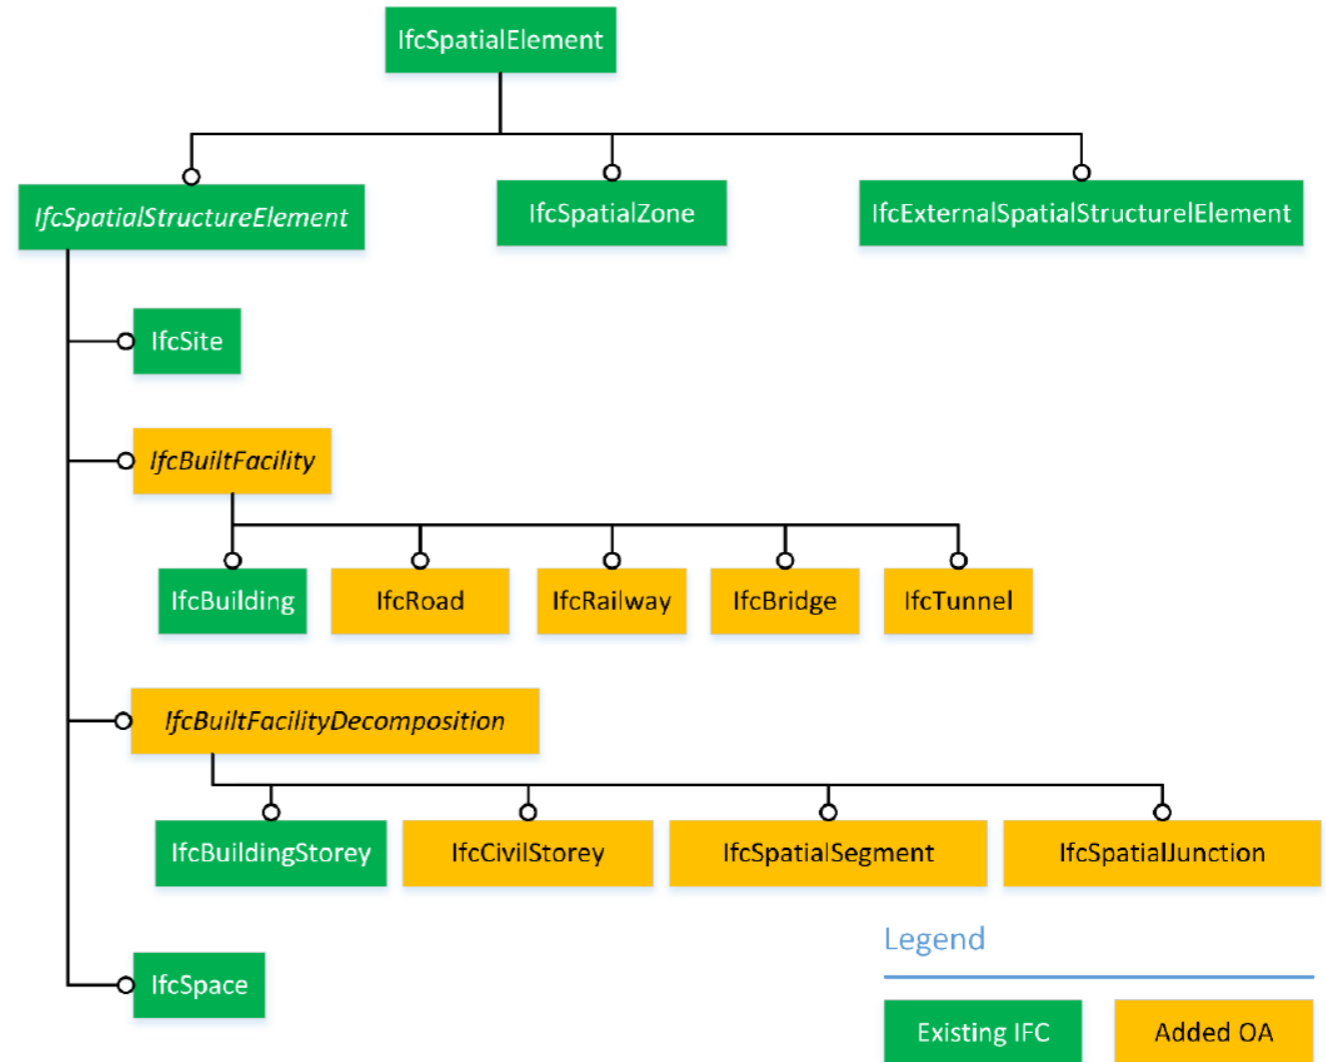 IfcSpatialElement
IfcSpatialStructureElement
IfcSpatialZone
IfcExternalSpatialStructurelElement
IfcSite
IfcBuiltFacility
IfcBuilding
IfcRoad
IfcRailway
IfcBridge
IfcTunnel
IfcBuiltFacilityDecomposition
IfcBuildingStorey
IfcCivilStorey
IfcSpatialSegment
IfcSpatialJunction
IfcSpace
Legend
Existing IFC
Added OA